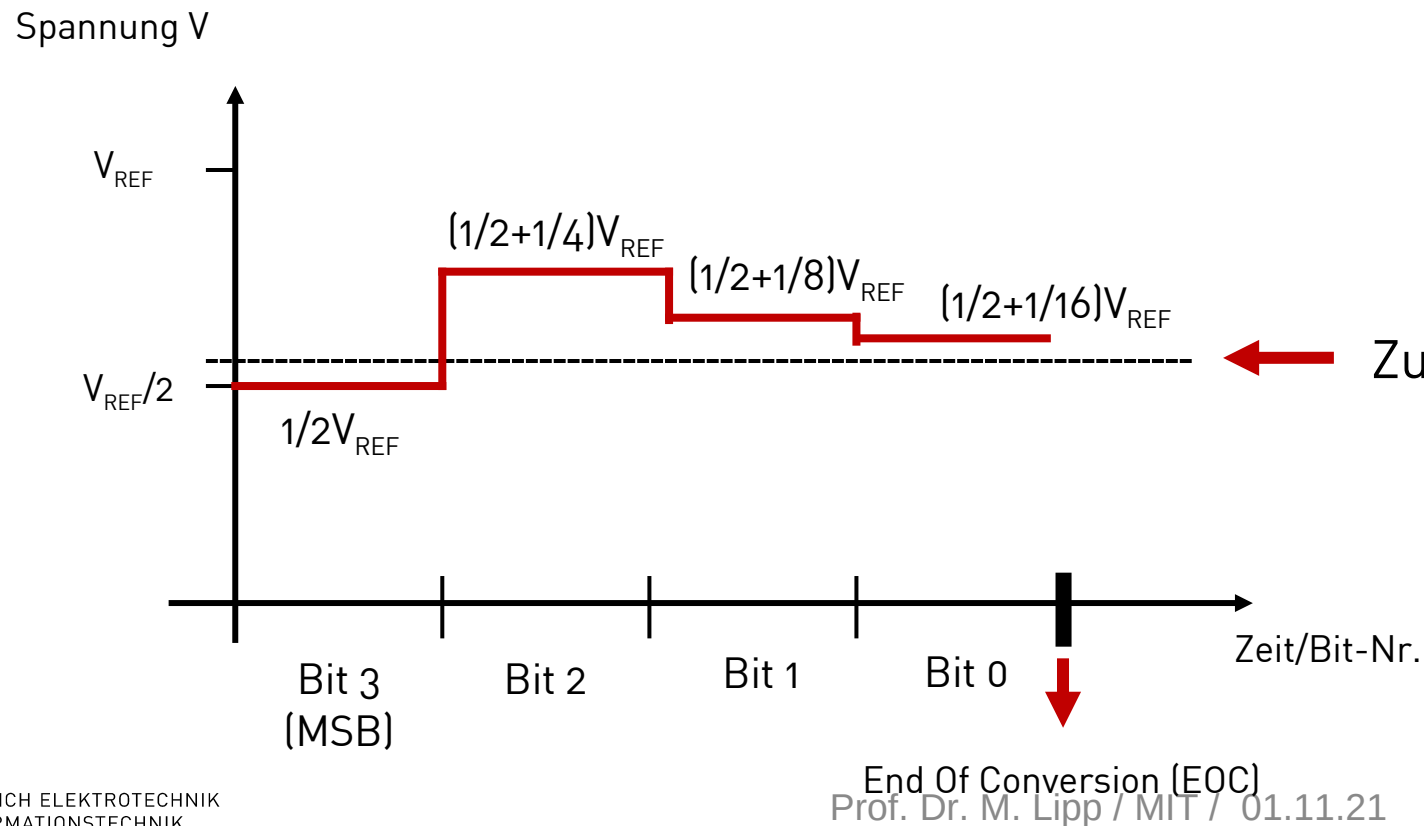 Spannung V
V_REF
(1/2+1/4)V_REF
(1/2+1/8)V_REF
(1/2+1/16)V_REF
Zu
V_REF/2
1/2V_REF
Zeit/Bit-Nr.
Bit 3
(MSB)
Bit 2
Bit 1
Bit 0
End Of Conversion (EOC)
Prof. Dr. M. Lipp / MIT / 01.11.21
ICH ELEKTROTECHNIK
RMATIONSTECHNIK